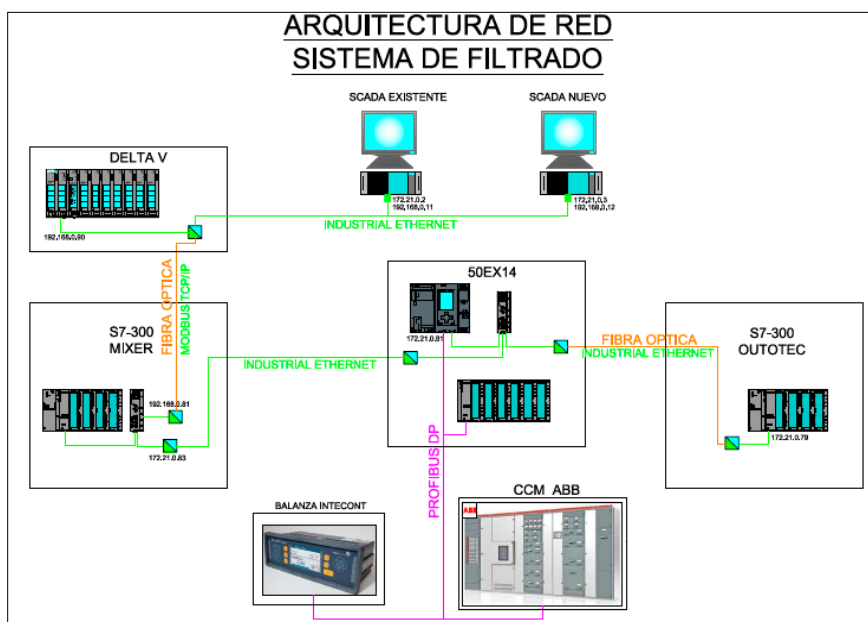 ARQUITECTURA DE RED
SISTEMA DE FILTRADO
SCADA EXISTENTE
SCADA NUEVO
DELTA V
172.21.0.2
192.168.0.11
172.21.0.3
192.168.0.12
INDUSTRIAL ETHERNET
192.168.0.90
FIBRA OPTICA
MODBUS TCP/IP
50EX14
S7-300
MIXER
172.21.0.81
FIBRA OPTICA
INDUSTRIAL ETHERNET
S7-300
OUTOTEC
INDUSTRIAL ETHERNET
192.168.0.81
172.21.0.83
172.21.0.79
PROFIBUS DP
BALANZA INTECONT
CCM ABB
ABB